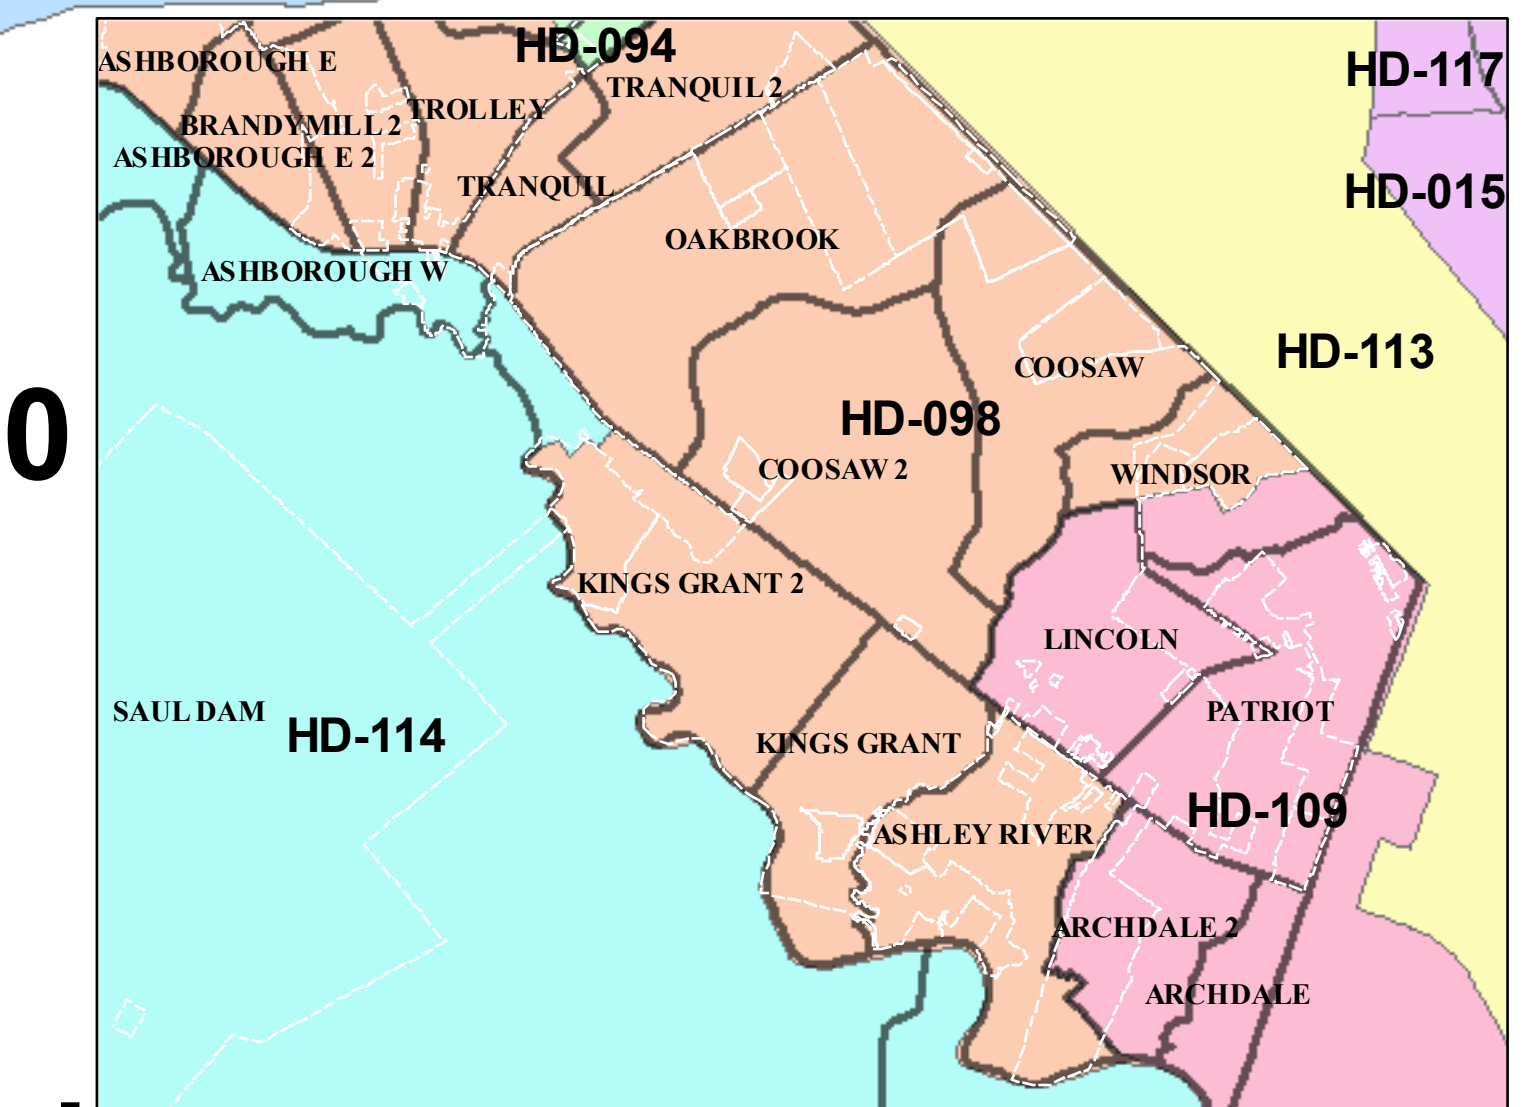 HD-094
ASHBOROUGH E
HD-117
TRANQUIL 2
TROLLEY
BRANDYMILL 2
ASHBOROUGH E 2
TRANQUIL
HD-015
OAKBROOK
ASHBOROUGH W
HD-113
COOSAW
HD-098
0
COOSAW 2
WINDSOR
KINGS GRANT 2
LINCOLN
SAUL DAM
PATRIOT
HD-114
KINGS GRANT
HD-109
ASHLEY RIVER
ARCHDALE 2
ARCHDALE